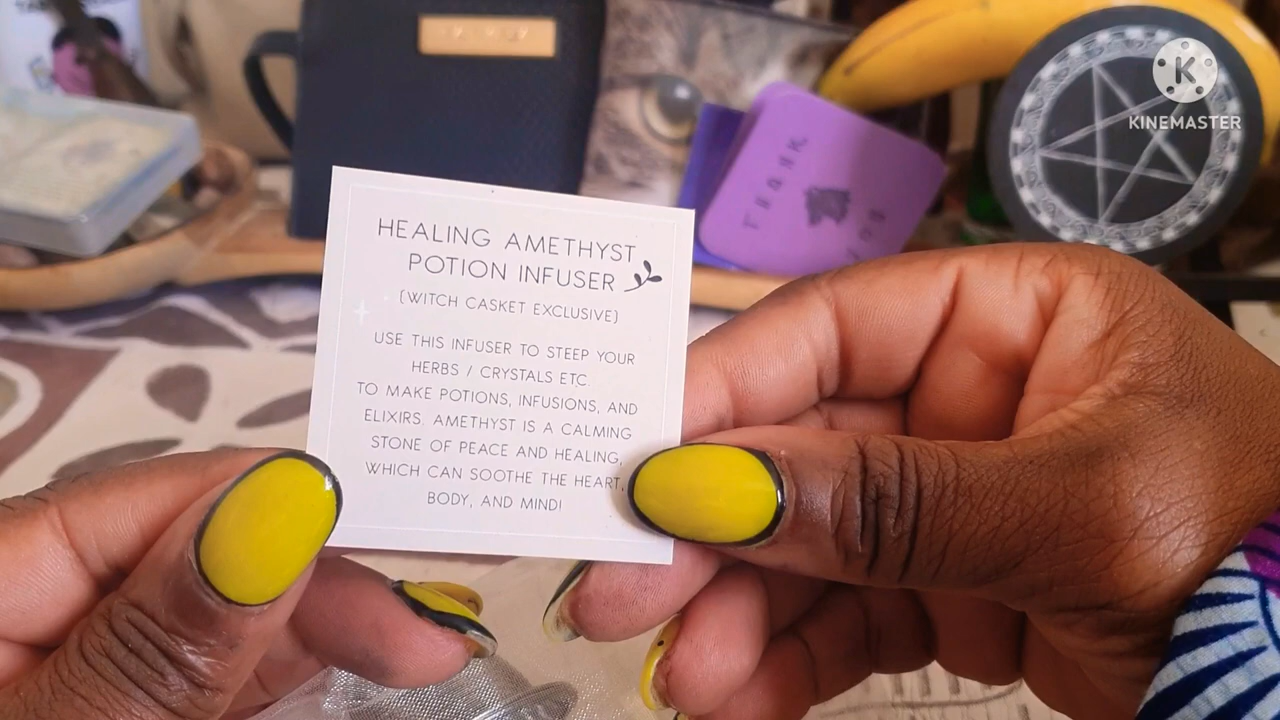 KINEMASTER
THANK
HEALING AMETHYST
POTION INFUSER
(WITCH CASKET EXCLUSIVE)
USE THIS INFUSER TO STEEP YOUR
HERBS / CRYSTALS ETC.
TO MAKE POTIONS, INFUSIONS, AND
ELIXIRS. AMETHYST IS A CALMING
STONE OF PEACE AND HEALING,
WHICH CAN SOOTHE THE HEART,
BODY, AND MIND!